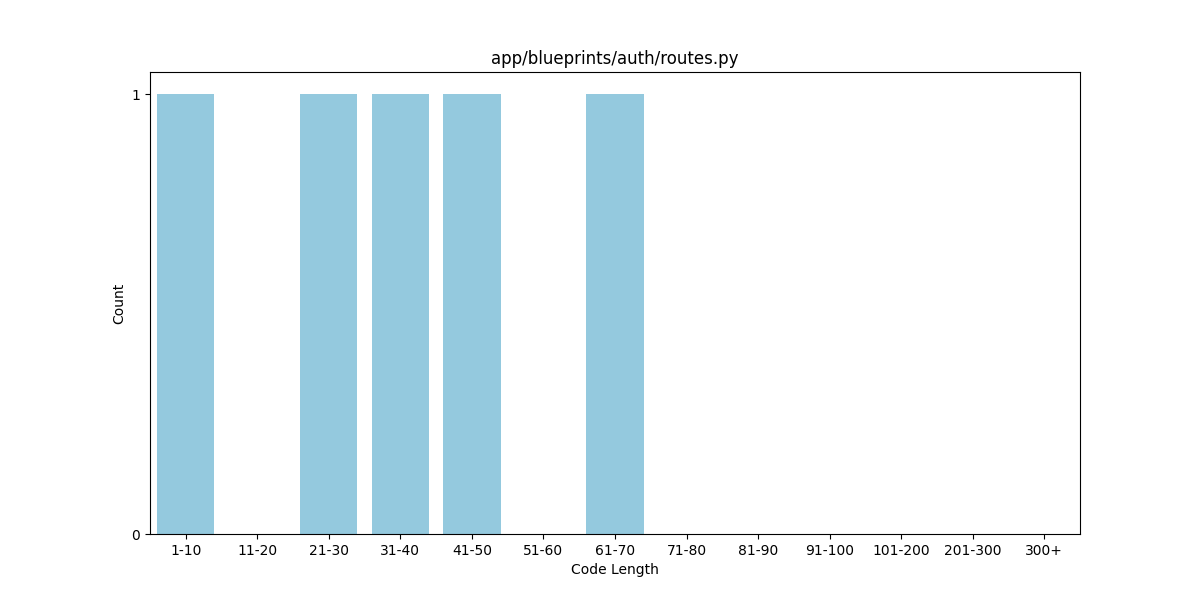 app/blueprints/auth/routes.py
1
0
Count
1-10 11-20 21-30 31-40 41-50 51-60 61-70 71-80 81-90 91-100 101-200 201-300 300+
Code Length